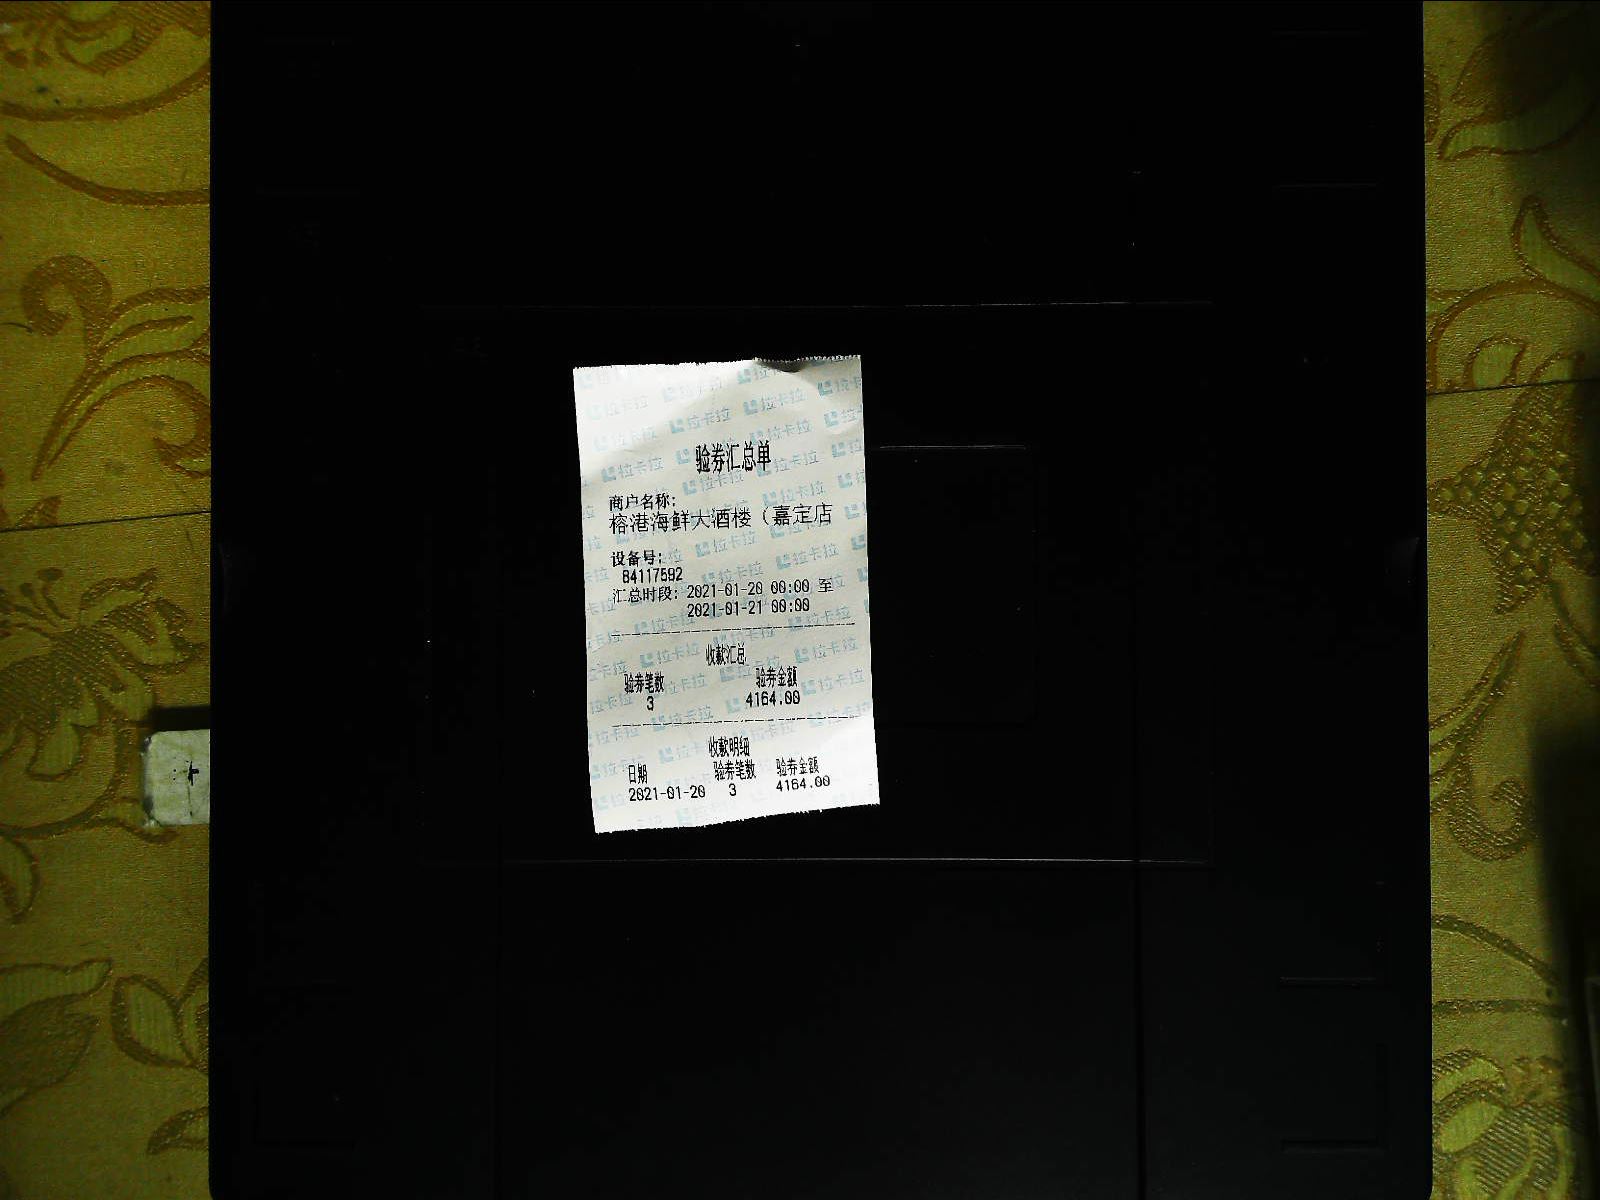 验券汇总单
商户名称:
榕港海鲜大酒楼（嘉定店
设备号:
84117592
汇总时段: 2021-01-20 00:00 至
2021-01-21 00:00
收款汇总
验券笔数 验券金额
3 4164.00
收款明细
日期 验券笔数 验券金额
2021-01-20 3 4164.00
拉卡拉